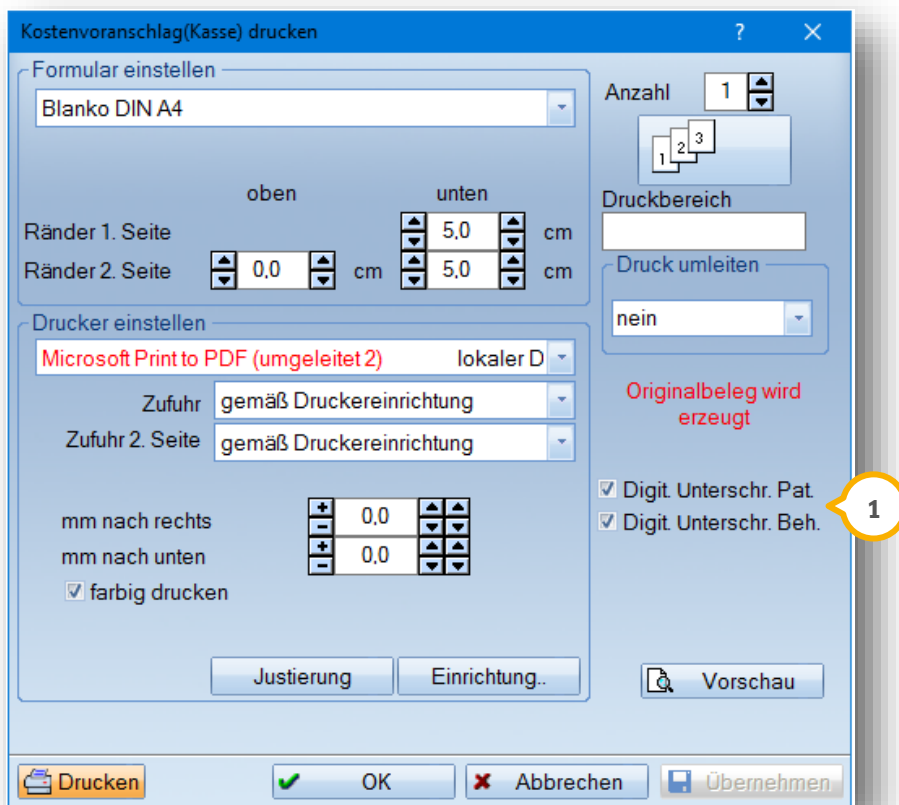 Kostenvoranschlag(Kasse) drucken ?
Formular einstellen
Blanko DIN A4
oben unten
Ränder 1. Seite 5,0 cm
Ränder 2. Seite 0,0 cm 5,0 cm
Drucker einstellen
Microsoft Print to PDF (umgeleitet 2) lokaler D
Zufuhr gemäß Druckereinrichtung
Zufuhr 2. Seite gemäß Druckereinrichtung
mm nach rechts + - 0,0
mm nach unten + - 0,0
farbig drucken
Justierung Einrichtung..
Anzahl 1
1 2 3
Druckbereich
Druck umleiten
nein
Originalbeleg wird
erzeugt
Digit. Unterschr. Pat.
Digit. Unterschr. Beh.
1
Vorschau
Drucken OK Abbrechen Übernehmen